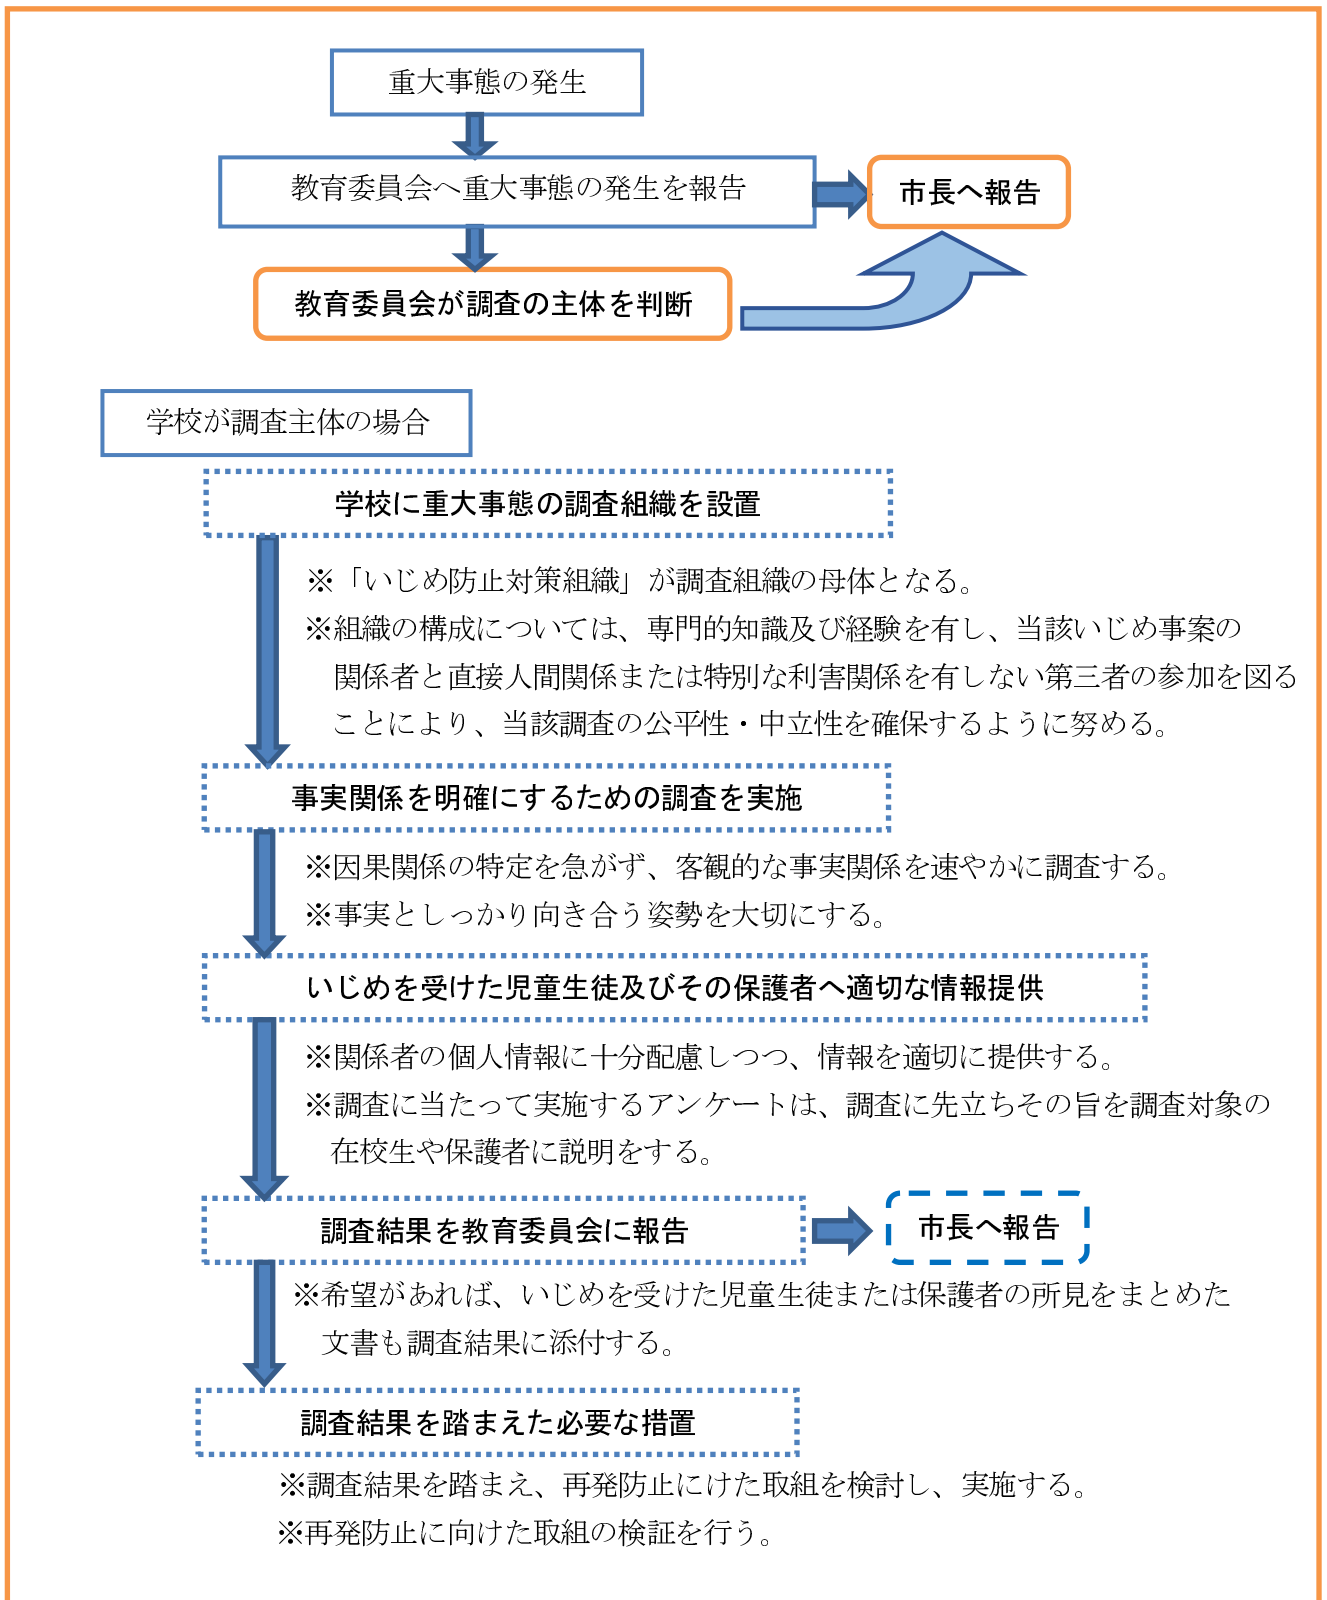 重大事態の発生
教育委員会へ重大事態の発生を報告
市長へ報告
教育委員会が調査の主体を判断
学校が調査主体の場合
学校に重大事態の調査組織を設置
※「いじめ防止対策組織」が調査組織の母体となる。
※組織の構成については、専門的知識及び経験を有し、当該いじめ事案の
関係者と直接人間関係または特別な利害関係を有しない第三者の参加を図る
ことにより、当該調査の公平性・中立性を確保するように努める。
事実関係を明確にするための調査を実施
※因果関係の特定を急がず、客観的な事実関係を速やかに調査する。
※事実としっかり向き合う姿勢を大切にする。
いじめを受けた児童生徒及びその保護者へ適切な情報提供
※関係者の個人情報に十分配慮しつつ、情報を適切に提供する。
※調査に当たって実施するアンケートは、調査に先立ちその旨を調査対象の
在校生や保護者に説明をする。
調査結果を教育委員会に報告
市長へ報告
※希望があれば、いじめを受けた児童生徒または保護者の所見をまとめた
文書も調査結果に添付する。
調査結果を踏まえた必要な措置
※調査結果を踏まえ、再発防止にけた取組を検討し、実施する。
※再発防止に向けた取組の検証を行う。